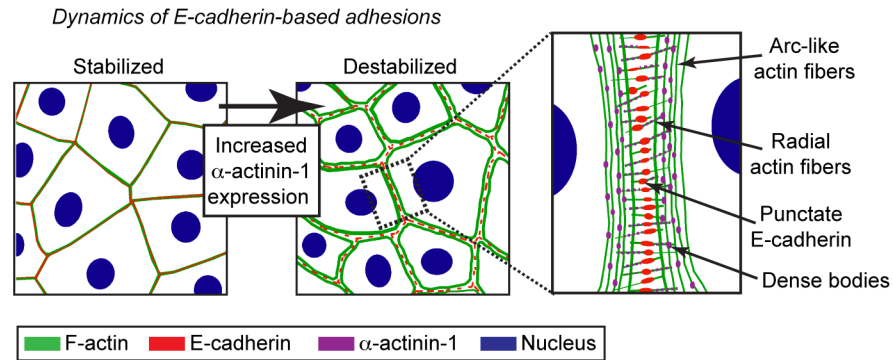 Dynamics of E-cadherin-based adhesions
Stabilized
Destabilized
Increased
α-actinin-1
expression
Arc-like
actin fibers
Radial
actin fibers
Punctate
E-cadherin
Dense bodies
F-actin
E-cadherin
α-actinin-1
Nucleus